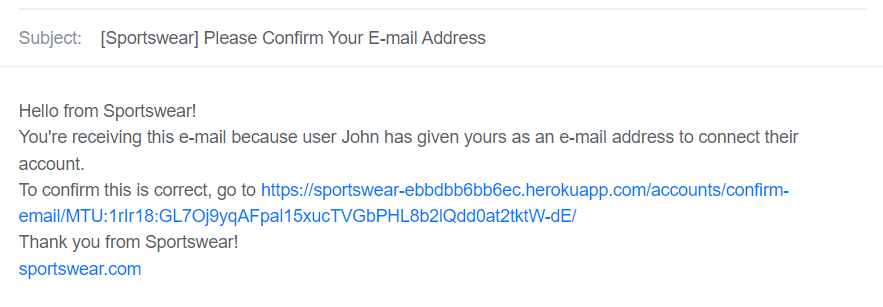 Subject: [Sportswear] Please Confirm Your E-mail Address
Hello from Sportswear!
You're receiving this e-mail because user John has given yours as an e-mail address to connect their
account.
To confirm this is correct, go to https://sportswear-ebbdbb6bb6ec.herokuapp.com/accounts/confirm-
email/MTU:1rIr18:GL7Oj9yqAFpal15xucTVGbPHL8b2lQdd0at2tktW-dE/
Thank you from Sportswear!
sportswear.com